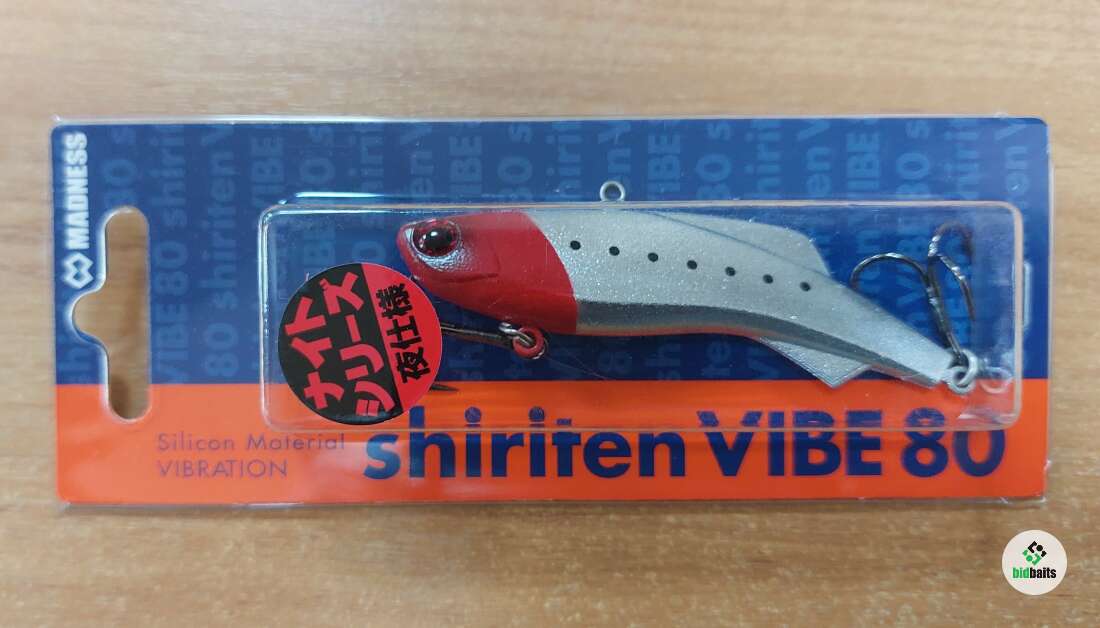 MADNESS
ナイト
シリーズ
夜仕様
Silicon Material
VIBRATION
shiriten VIBE 80
bidbaits